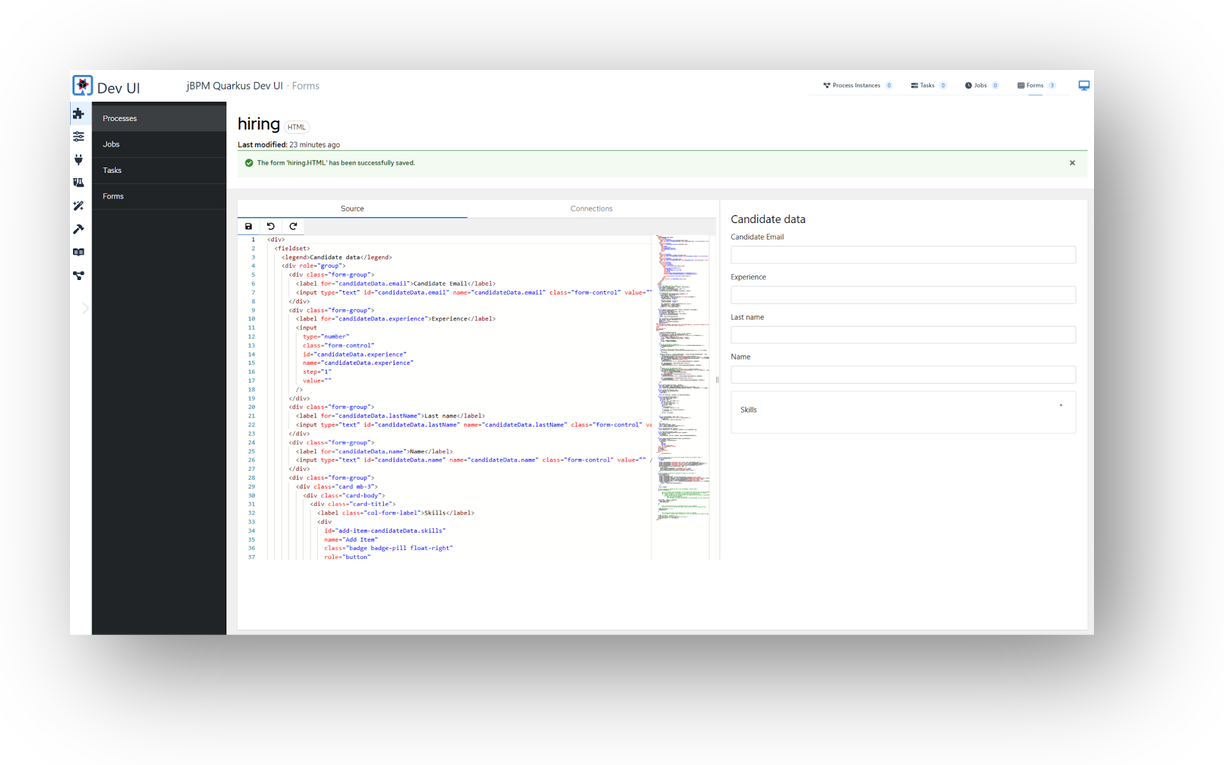 Dev UI
jBPM Quarkus Dev UI · Forms
Process Instances 0
Tasks 0
Jobs 0
Forms 3
Processes
Jobs
Tasks
Forms
hiring HTML
Last modified: 23 minutes ago
The form 'hiring.HTML' has been successfully saved.
Source
Connections
1 <div>
2 <fieldset>
3 <legend>Candidate data</legend>
4 <div role="group">
5 <div class="form-group">
6 <label for="candidateData.email">Candidate Email</label>
7 <input type="text" id="candidateData.email" name="candidateData.email" class="form-control" value=""
8 </div>
9 <div class="form-group">
10 <label for="candidateData.experience">Experience</label>
11 <input
12 type="number"
13 class="form-control"
14 id="candidateData.experience"
15 name="candidateData.experience"
16 step="1"
17 value=""
18 />
19 </div>
20 <div class="form-group">
21 <label for="candidateData.lastName">Last name</label>
22 <input type="text" id="candidateData.lastName" name="candidateData.lastName" class="form-control" va
23 </div>
24 <div class="form-group">
25 <label for="candidateData.name">Name</label>
26 <input type="text" id="candidateData.name" name="candidateData.name" class="form-control" value="" /
27 </div>
28 <div class="form-group">
29 <div class="card mb-3">
30 <div class="card-body">
31 <div class="card-title">
32 <label class="col-form-label">Skills</label>
33 <div
34 id="add-item-candidateData.skills"
35 name="Add Item"
36 class="badge badge-pill float-right"
37 role="button"
Candidate data
Candidate Email
Experience
Last name
Name
Skills